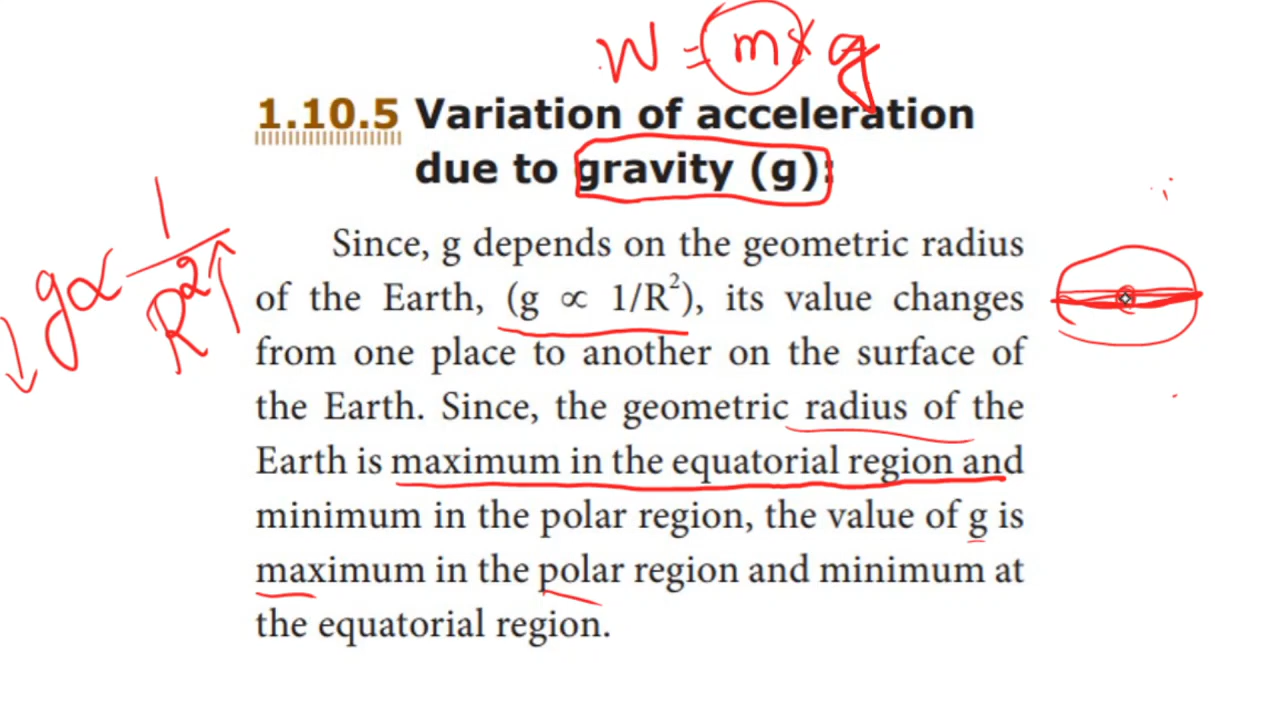 W = m × g
1.10.5 Variation of acceleration
due to gravity (g):
g ∝ 1/R²
Since, g depends on the geometric radius
of the Earth, (g ∝ 1/R²), its value changes
from one place to another on the surface of
the Earth. Since, the geometric radius of the
Earth is maximum in the equatorial region and
minimum in the polar region, the value of g is
maximum in the polar region and minimum at
the equatorial region.